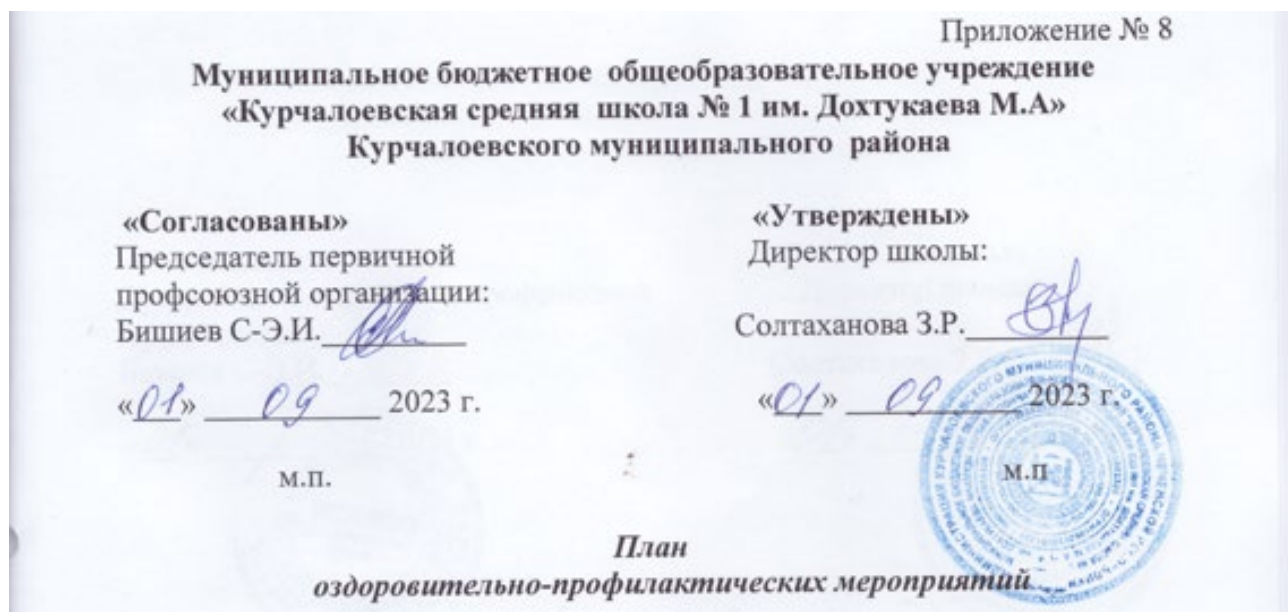 Приложение № 8
Муниципальное бюджетное общеобразовательное учреждение
«Курчалоевская средняя школа № 1 им. Дохтукаева М.А»
Курчалоевского муниципального района
«Согласованы»
Председатель первичной
профсоюзной организации:
Бишиев С-Э.И.
«01» 09 2023 г.
м.п.
«Утверждены»
Директор школы:
Солтаханова З.Р.
«01» 09 2023 г.
м.п
План
оздоровительно-профилактических мероприятий